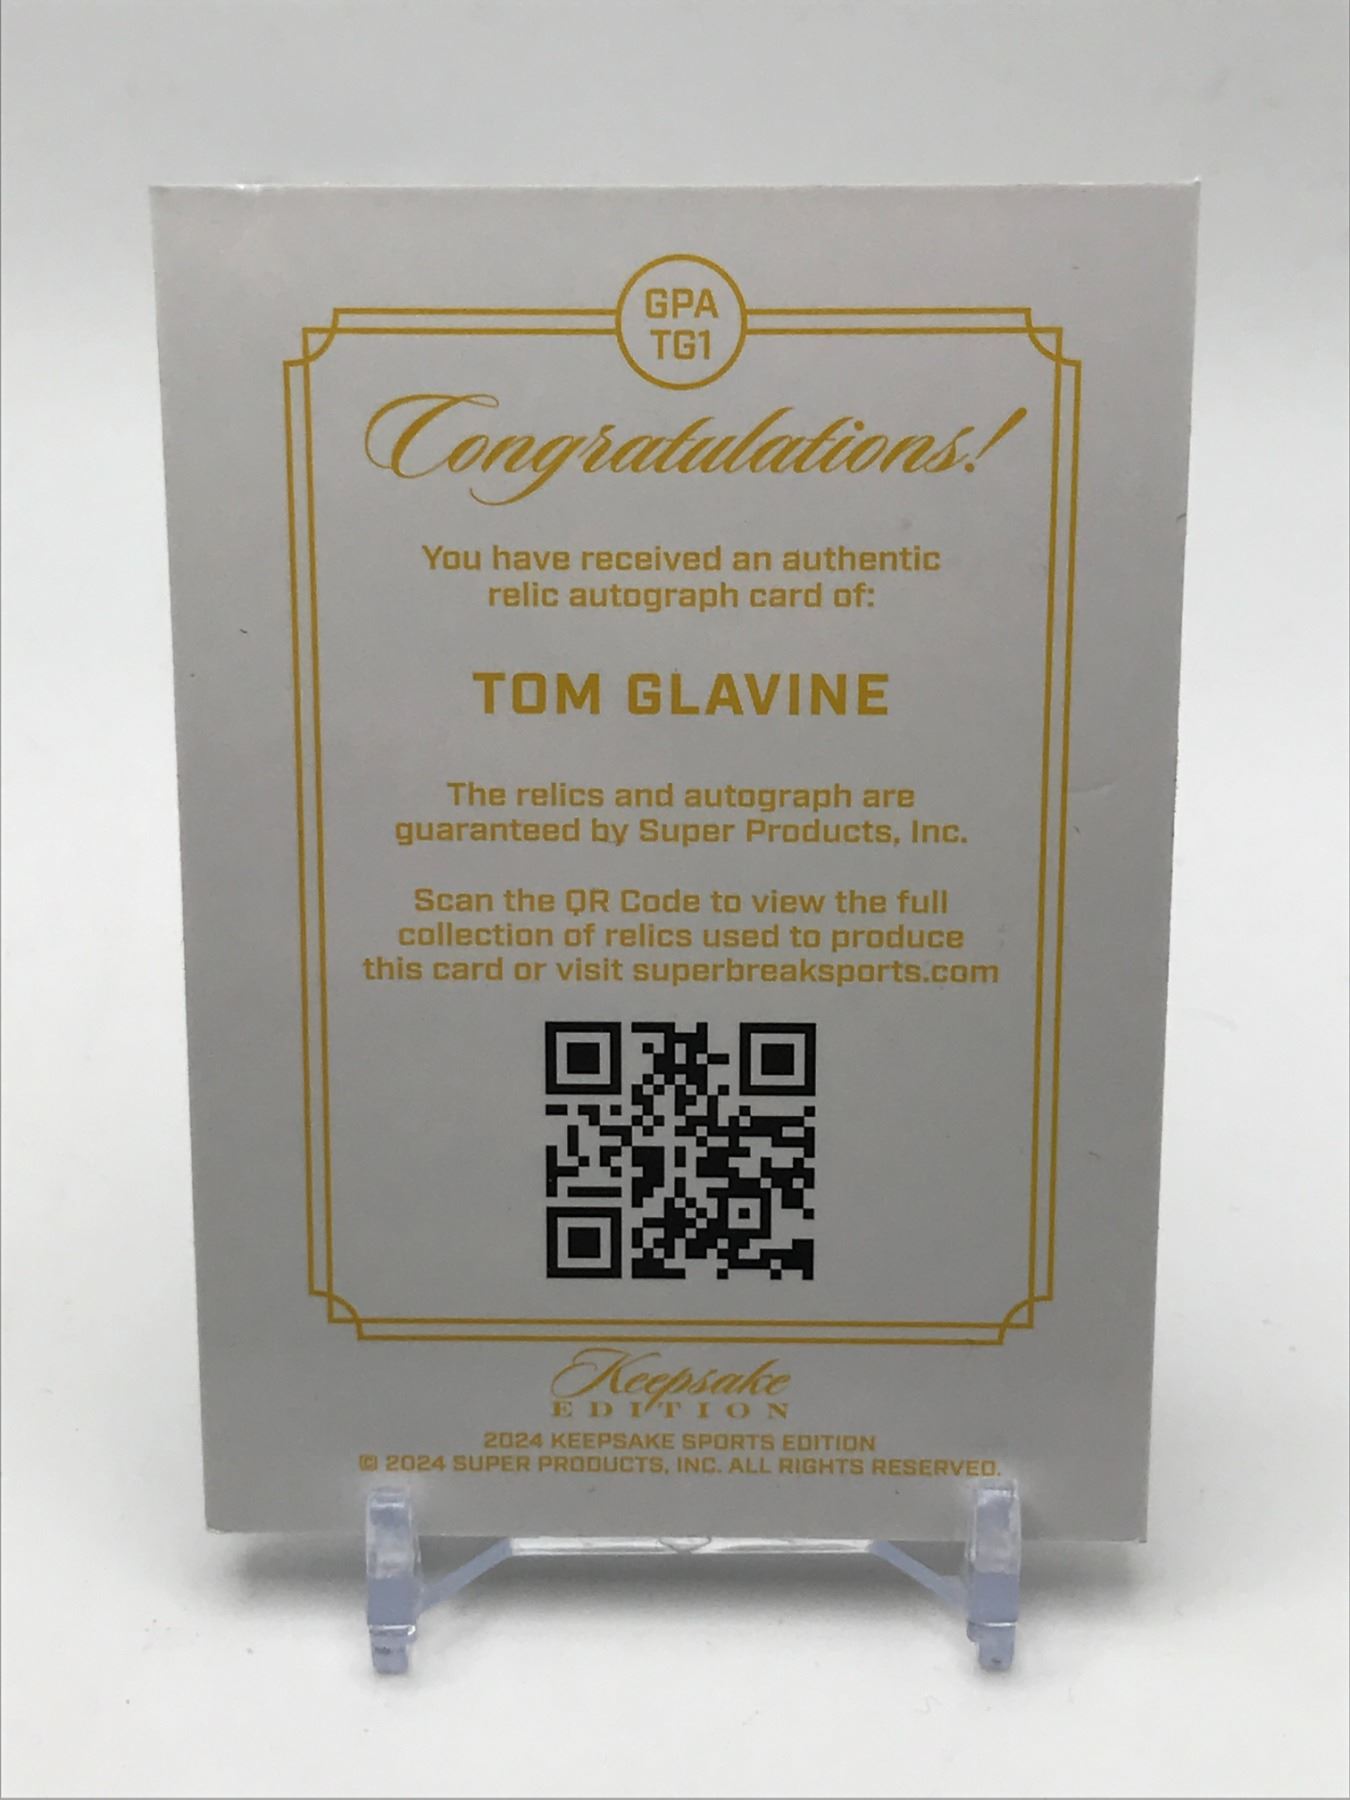 GPA
TG1
Congratulations!
You have received an authentic
relic autograph card of:
TOM GLAVINE
The relics and autograph are
guaranteed by Super Products, Inc.
Scan the QR Code to view the full
collection of relics used to produce
this card or visit superbreaksports.com
Keepsake
EDITION
2024 KEEPSAKE SPORTS EDITION
© 2024 SUPER PRODUCTS, INC. ALL RIGHTS RESERVED.